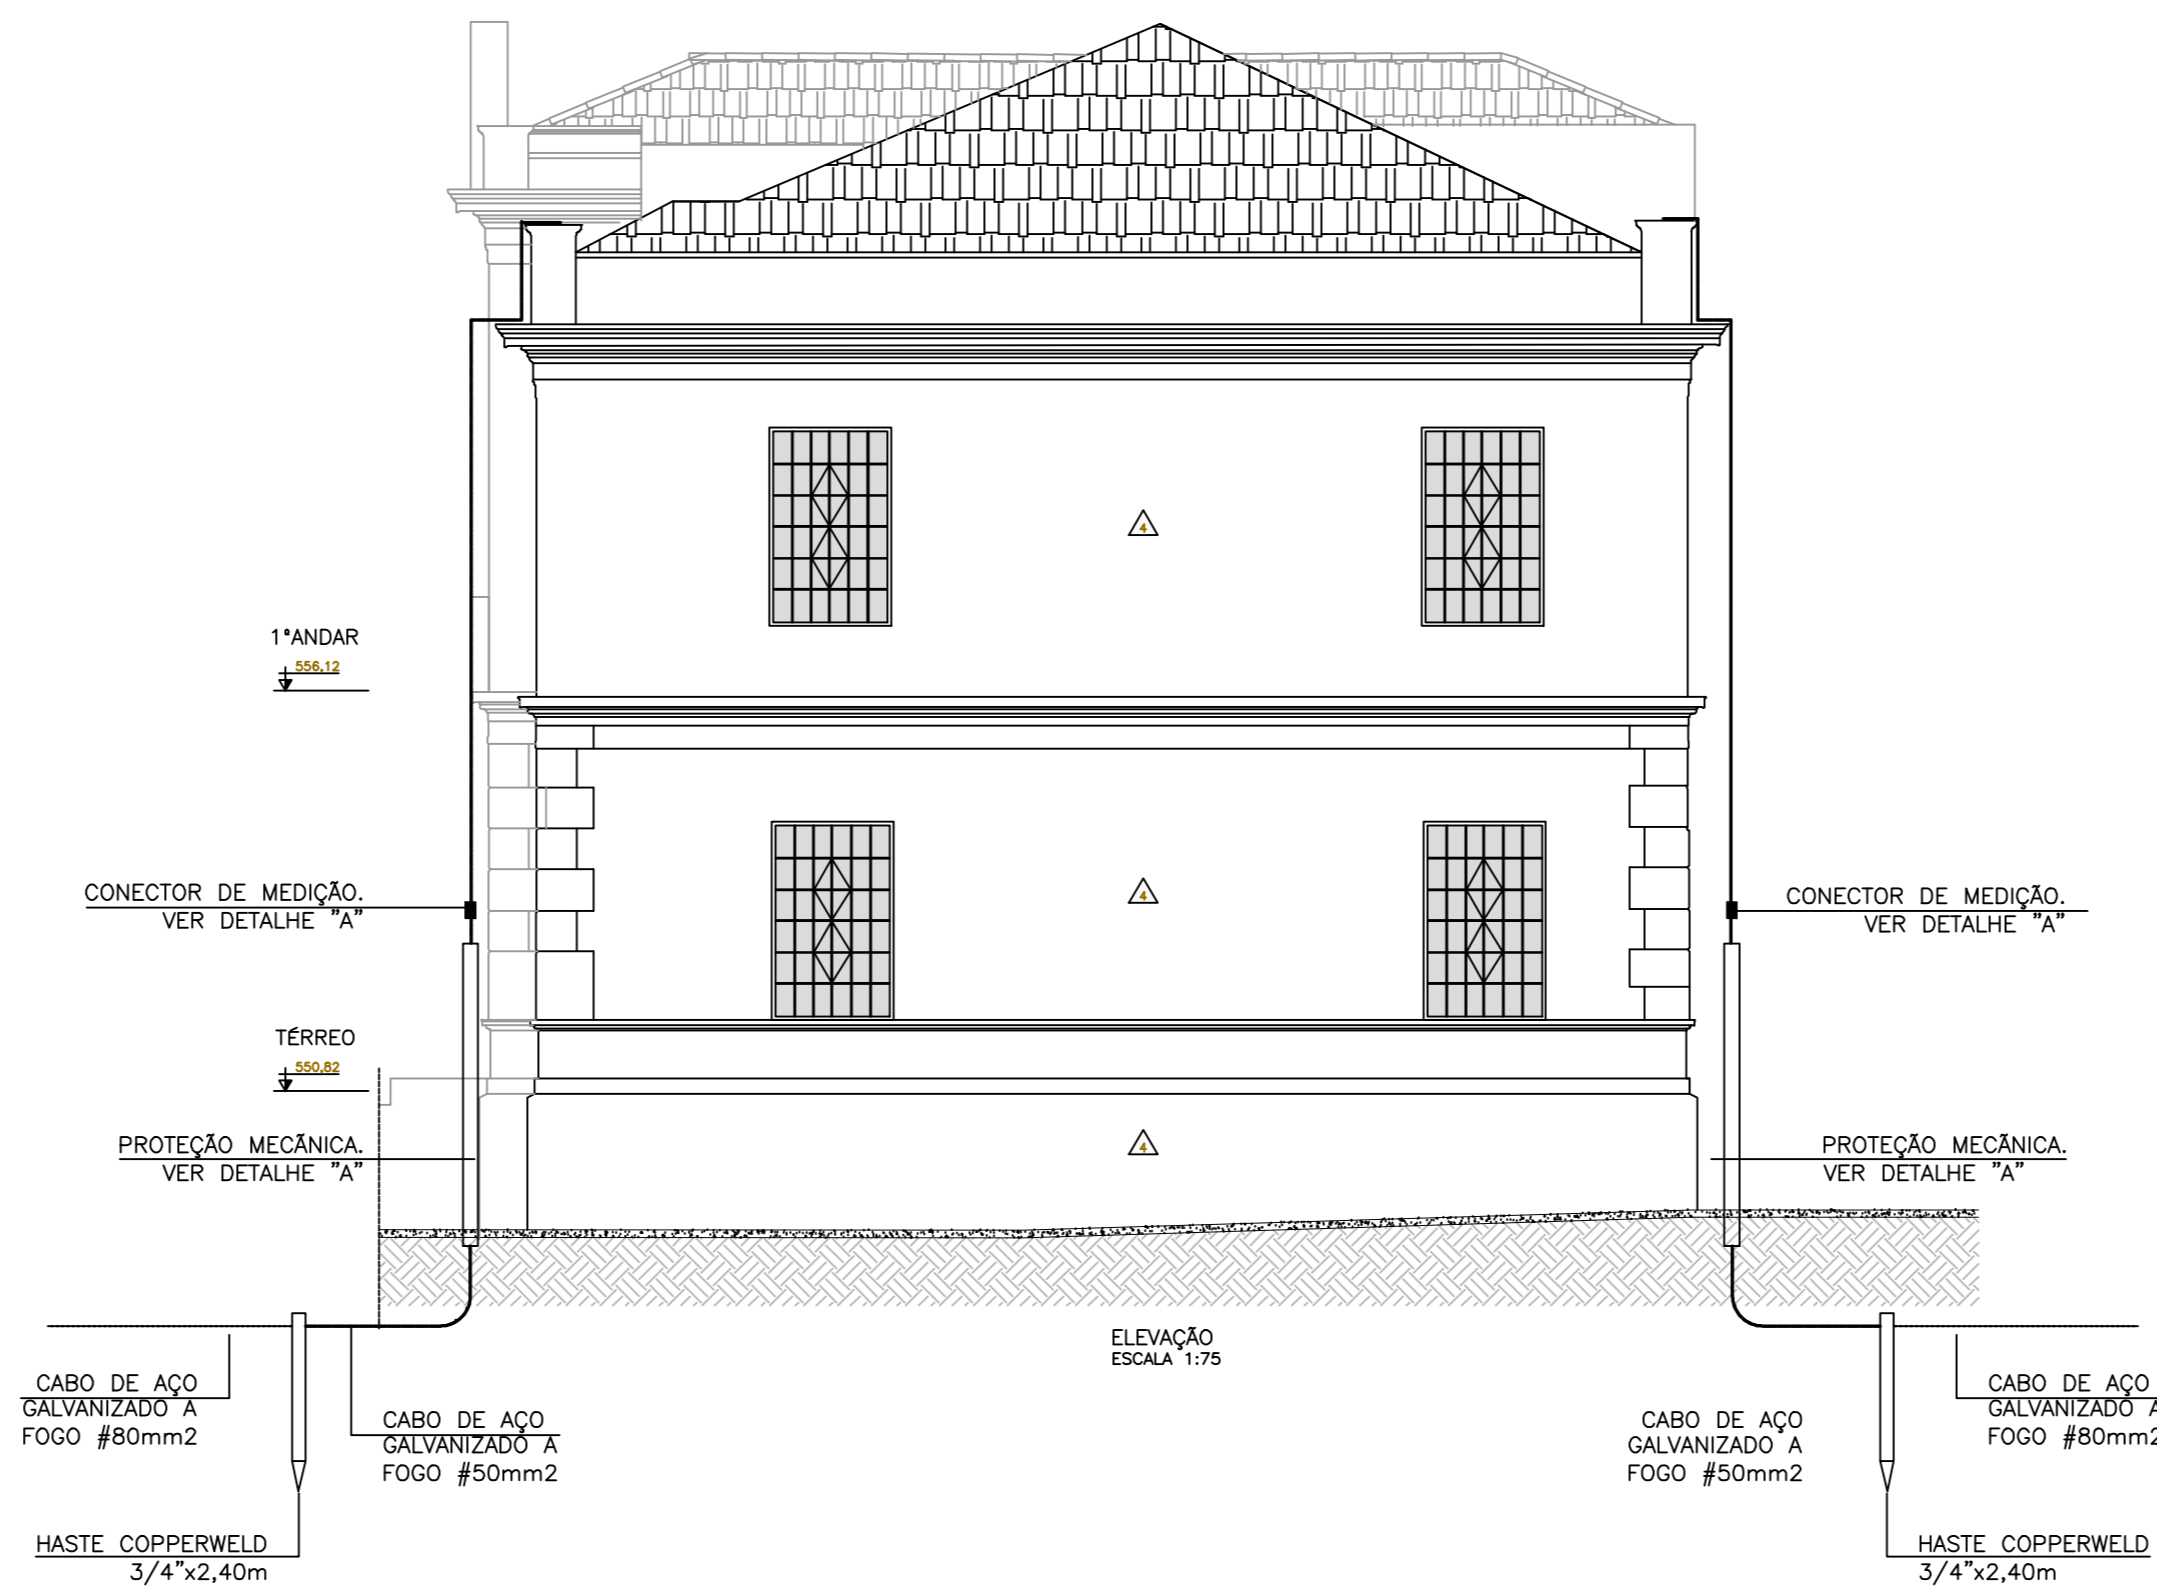 1ªANDAR
556,12
4
4
CONECTOR DE MEDIÇÃO.
VER DETALHE "A"
CONECTOR DE MEDIÇÃO.
VER DETALHE "A"
TÉRREO
550,82
PROTEÇÃO MECÃNICA.
VER DETALHE "A"
4
PROTEÇÃO MECÃNICA.
VER DETALHE "A"
ELEVAÇÃO
ESCALA 1:75
CABO DE AÇO
GALVANIZADO A
FOGO #80mm2
CABO DE AÇO
GALVANIZADO A
FOGO #50mm2
CABO DE AÇO
GALVANIZADO A
FOGO #50mm2
CABO DE AÇO
GALVANIZADO A
FOGO #80mm2
HASTE COPPERWELD
3/4"x2,40m
HASTE COPPERWELD
3/4"x2,40m